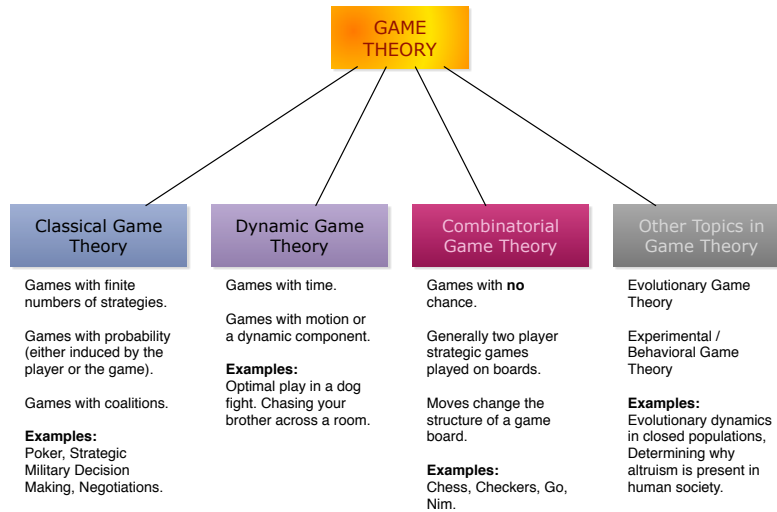 GAME
THEORY
Classical Game
Theory
Games with finite
numbers of strategies.
Games with probability
(either induced by the
player or the game).
Games with coalitions.
Examples:
Poker, Strategic
Military Decision
Making, Negotiations.
Dynamic Game
Theory
Games with time.
Games with motion or
a dynamic component.
Examples:
Optimal play in a dog
fight. Chasing your
brother across a room.
Combinatorial
Game Theory
Games with no
chance.
Generally two player
strategic games
played on boards.
Moves change the
structure of a game
board.
Examples:
Chess, Checkers, Go,
Nim.
Other Topics in
Game Theory
Evolutionary Game
Theory
Experimental /
Behavioral Game
Theory
Examples:
Evolutionary dynamics
in closed populations,
Determining why
altruism is present in
human society.